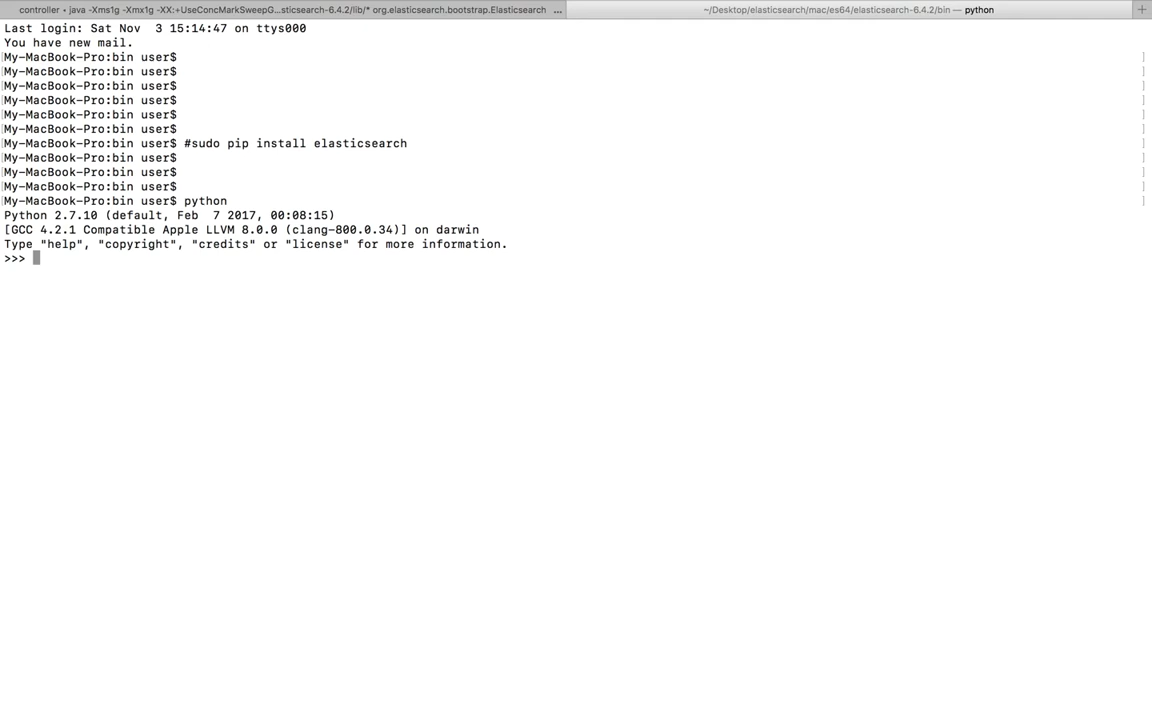 controller • java -Xms1g -Xmx1g -XX:+UseConcMarkSweepG...sticsearch-6.4.2/lib/* org.elasticsearch.bootstrap.Elasticsearch ...
~/Desktop/elasticsearch/mac/es64/elasticsearch-6.4.2/bin — python +
Last login: Sat Nov  3 15:14:47 on ttys000
You have new mail.
[My-MacBook-Pro:bin user$ ]
[My-MacBook-Pro:bin user$ ]
[My-MacBook-Pro:bin user$ ]
[My-MacBook-Pro:bin user$ ]
[My-MacBook-Pro:bin user$ ]
[My-MacBook-Pro:bin user$ ]
[My-MacBook-Pro:bin user$ #sudo pip install elasticsearch ]
[My-MacBook-Pro:bin user$ ]
[My-MacBook-Pro:bin user$ ]
[My-MacBook-Pro:bin user$ ]
[My-MacBook-Pro:bin user$ python ]
Python 2.7.10 (default, Feb  7 2017, 00:08:15)
[GCC 4.2.1 Compatible Apple LLVM 8.0.0 (clang-800.0.34)] on darwin
Type "help", "copyright", "credits" or "license" for more information.
>>>